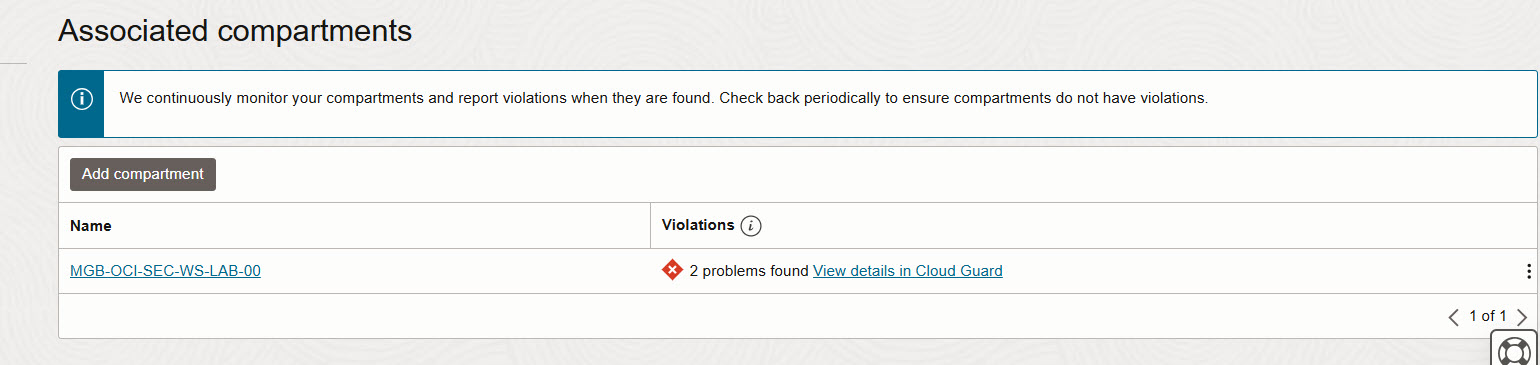 Associated compartments
We continuously monitor your compartments and report violations when they are found. Check back periodically to ensure compartments do not have violations.
Add compartment
Name Violations
MGB-OCI-SEC-WS-LAB-00 2 problems found View details in Cloud Guard
1 of 1